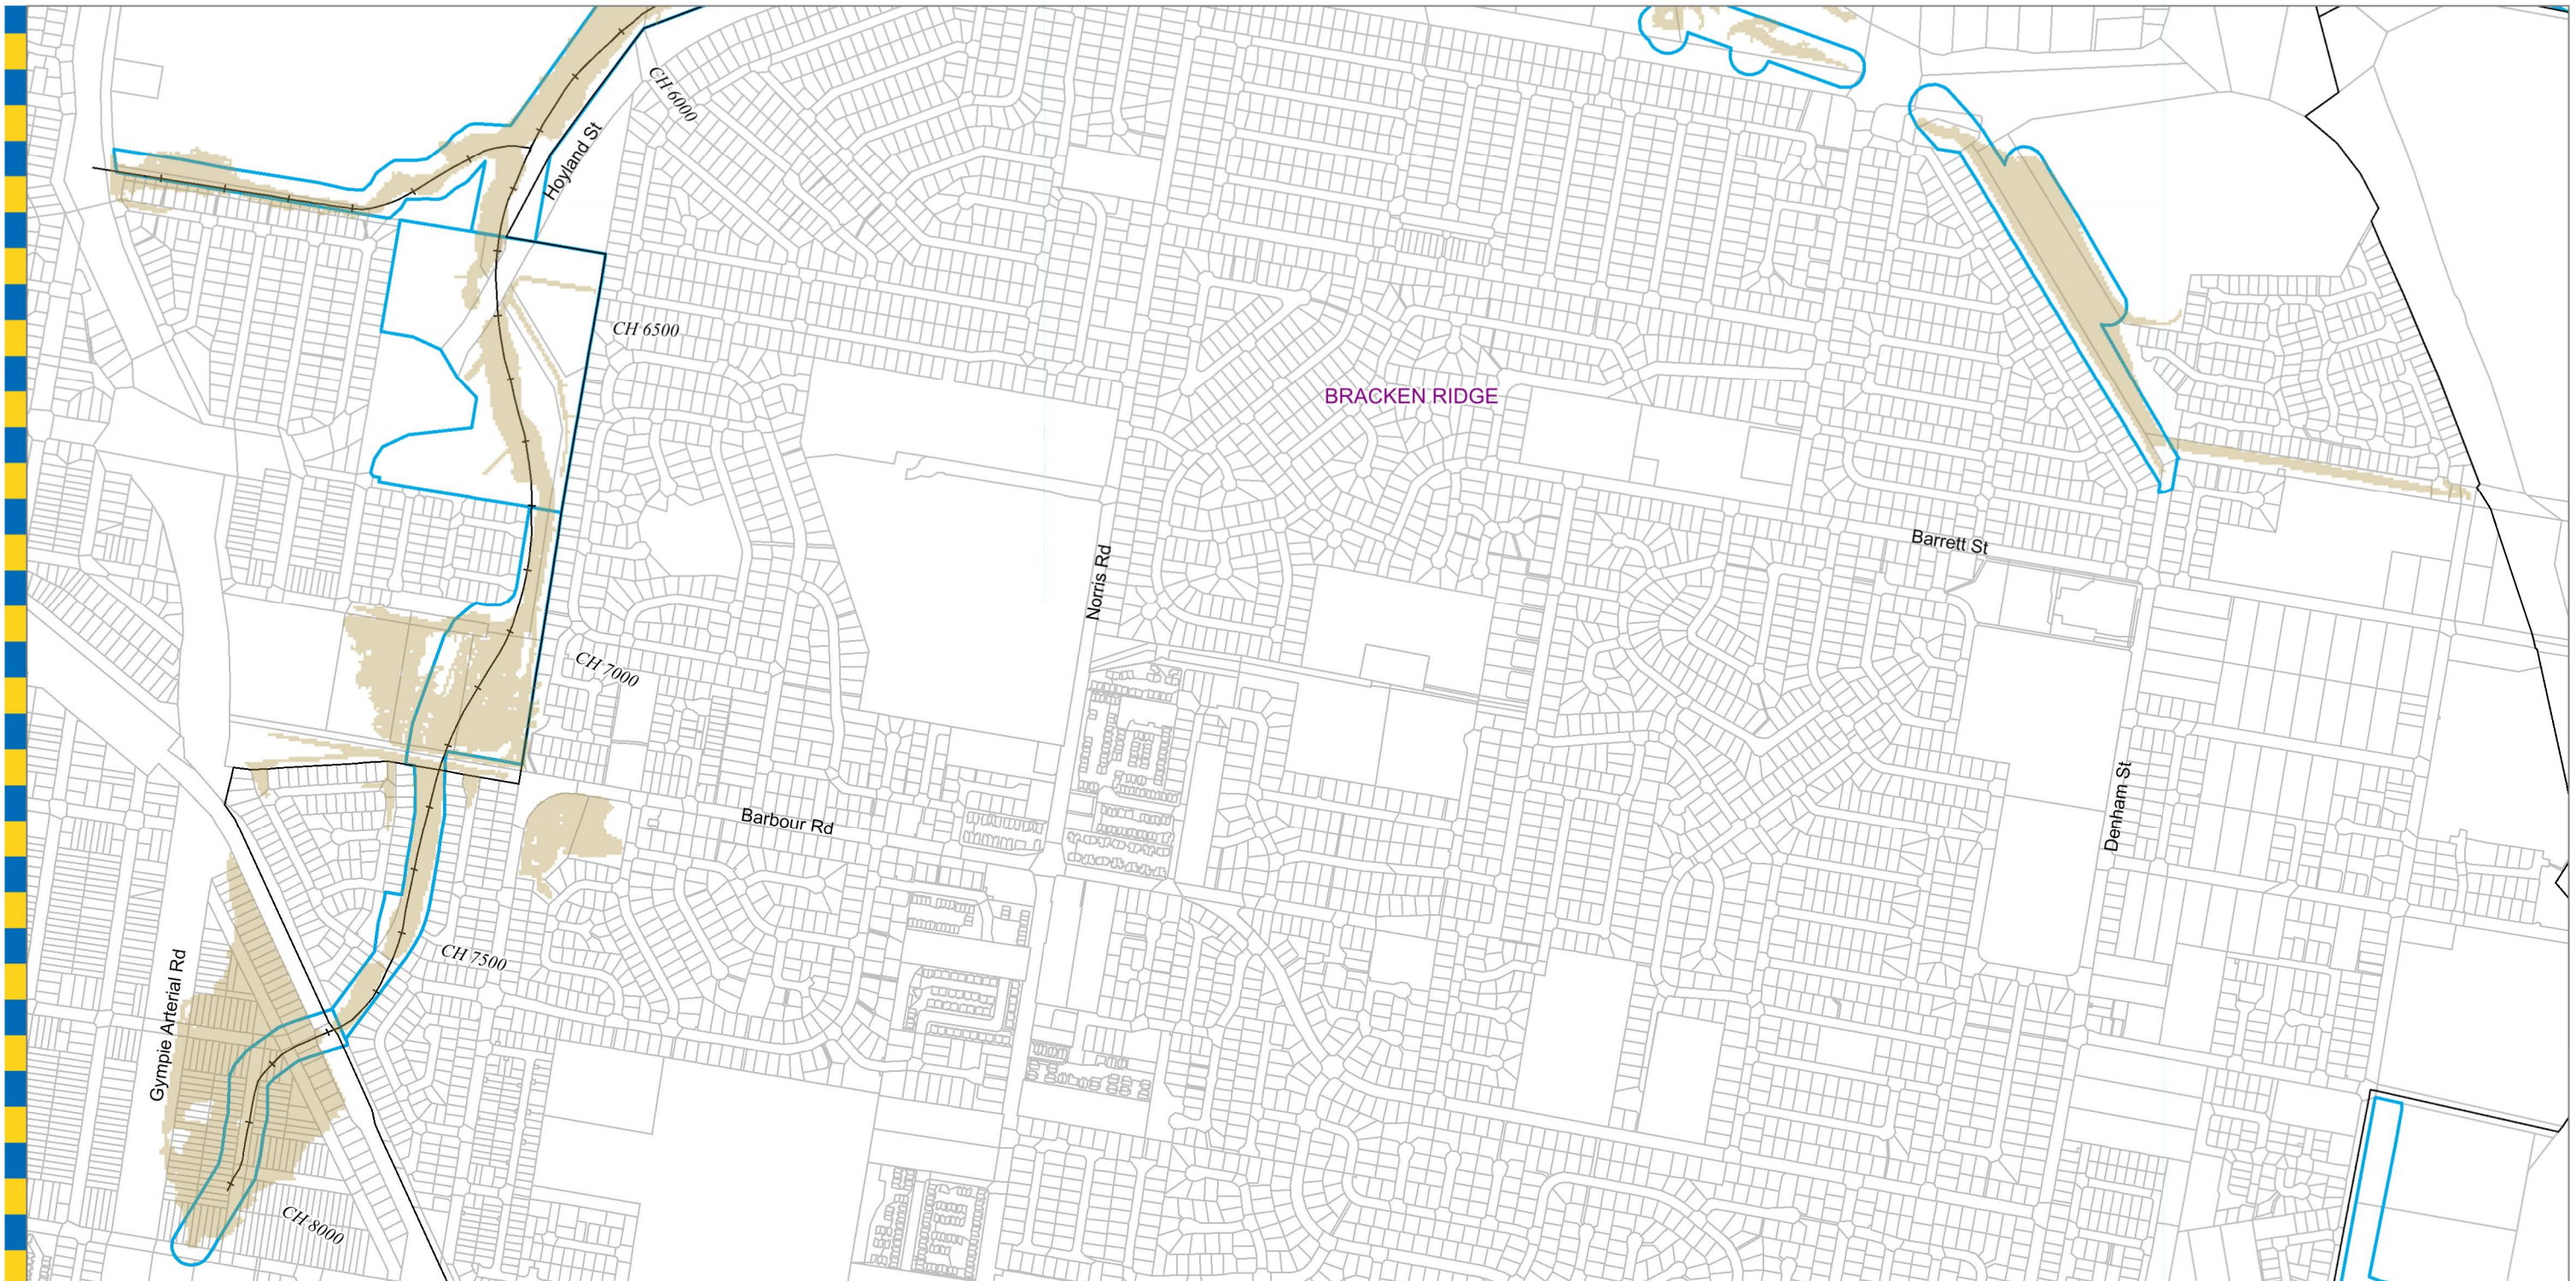 CH 6000
Hoyland St
CH 6500
BRACKEN RIDGE
Barrett St
Norris Rd
CH 7000
Barbour Rd
Denham St
CH 7500
Gympie Arterial Rd
CH 8000